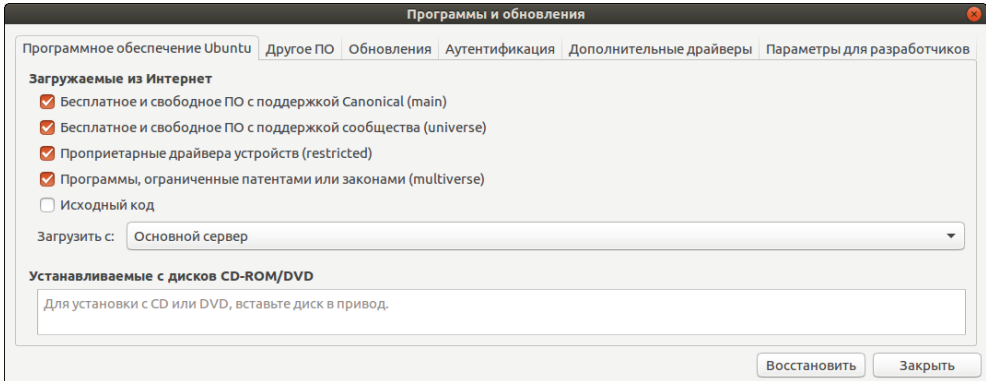 Программы и обновления
Программное обеспечение Ubuntu Другое ПО Обновления Аутентификация Дополнительные драйверы Параметры для разработчиков
Загружаемые из Интернет
Бесплатное и свободное ПО с поддержкой Canonical (main)
Бесплатное и свободное ПО с поддержкой сообщества (universe)
Проприетарные драйвера устройств (restricted)
Программы, ограниченные патентами или законами (multiverse)
Исходный код
Загрузить с: Основной сервер
Устанавливаемые с дисков CD-ROM/DVD
Для установки с CD или DVD, вставьте диск в привод.
Восстановить Закрыть